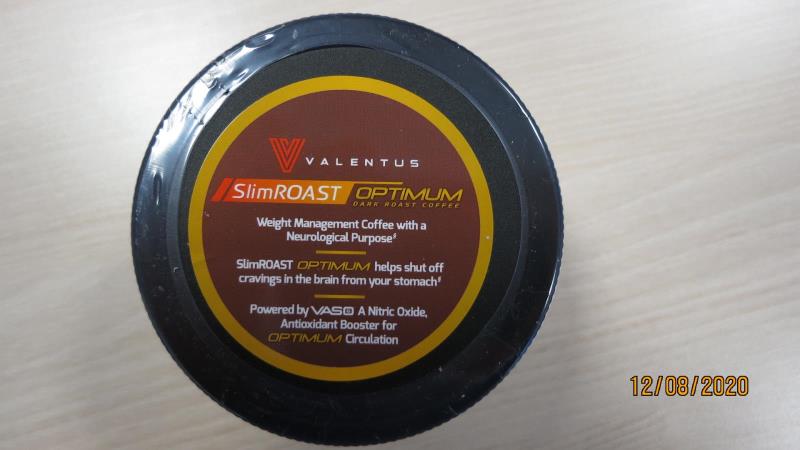 VALENTUS
SlimROAST OPTIMUM
DARK ROAST COFFEE
Weight Management Coffee with a
Neurological Purpose§
SlimROAST OPTIMUM helps shut off
cravings in the brain from your stomach§
Powered by VASO A Nitric Oxide,
Antioxidant Booster for
OPTIMUM Circulation
12/08/2020